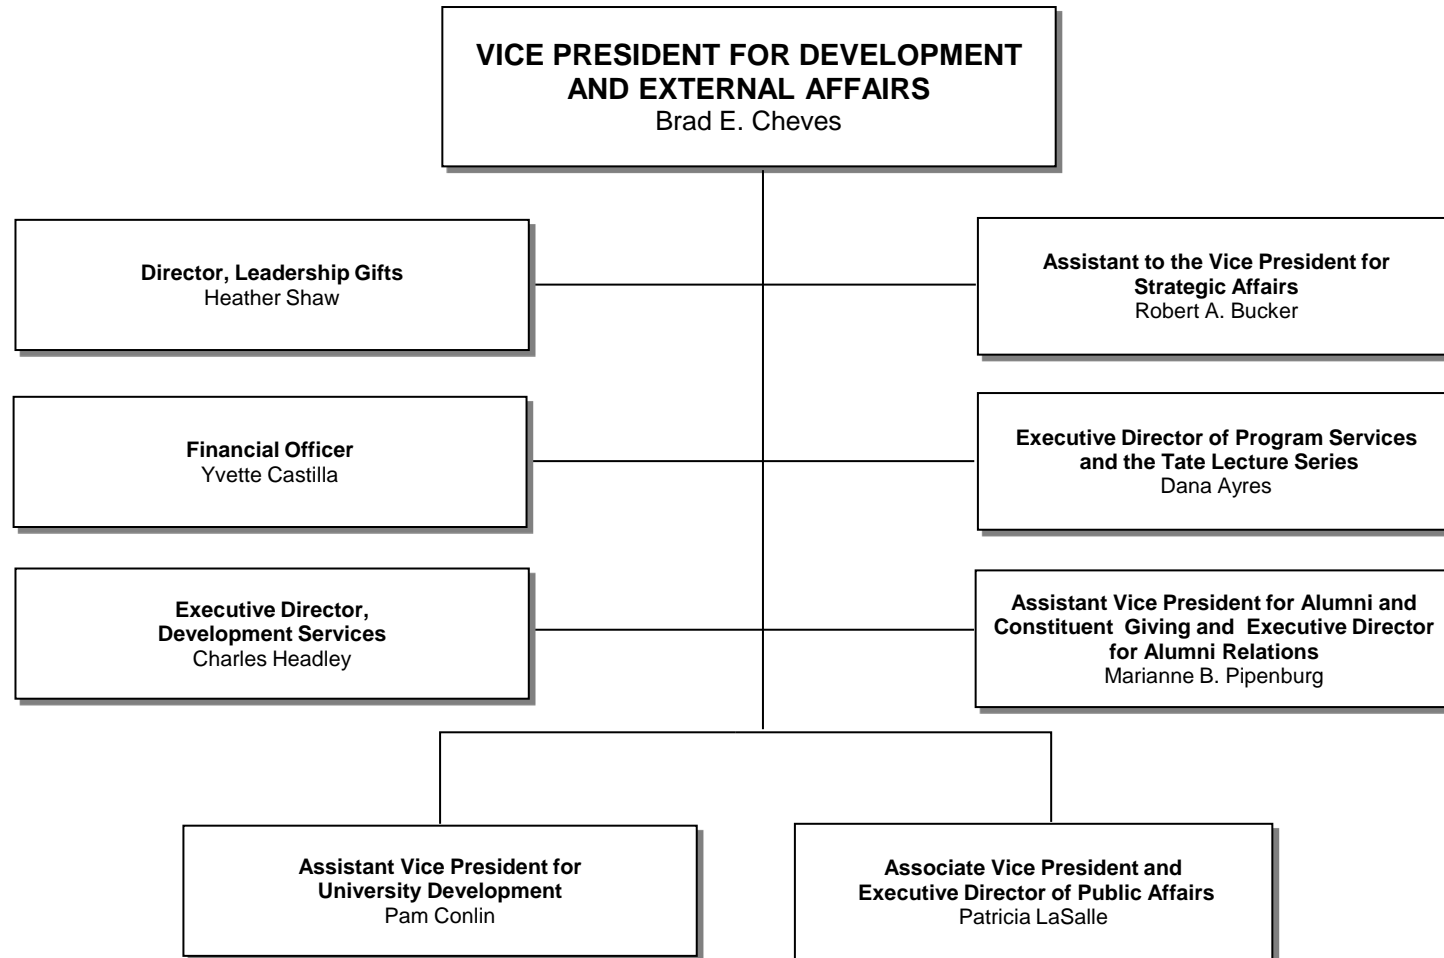 VICE PRESIDENT FOR DEVELOPMENT
AND EXTERNAL AFFAIRS
Brad E. Cheves
Director, Leadership Gifts
Heather Shaw
Assistant to the Vice President for
Strategic Affairs
Robert A. Bucker
Financial Officer
Yvette Castilla
Executive Director of Program Services
and the Tate Lecture Series
Dana Ayres
Executive Director,
Development Services
Charles Headley
Assistant Vice President for Alumni and
Constituent Giving and Executive Director
for Alumni Relations
Marianne B. Pipenburg
Assistant Vice President for
University Development
Pam Conlin
Associate Vice President and
Executive Director of Public Affairs
Patricia LaSalle